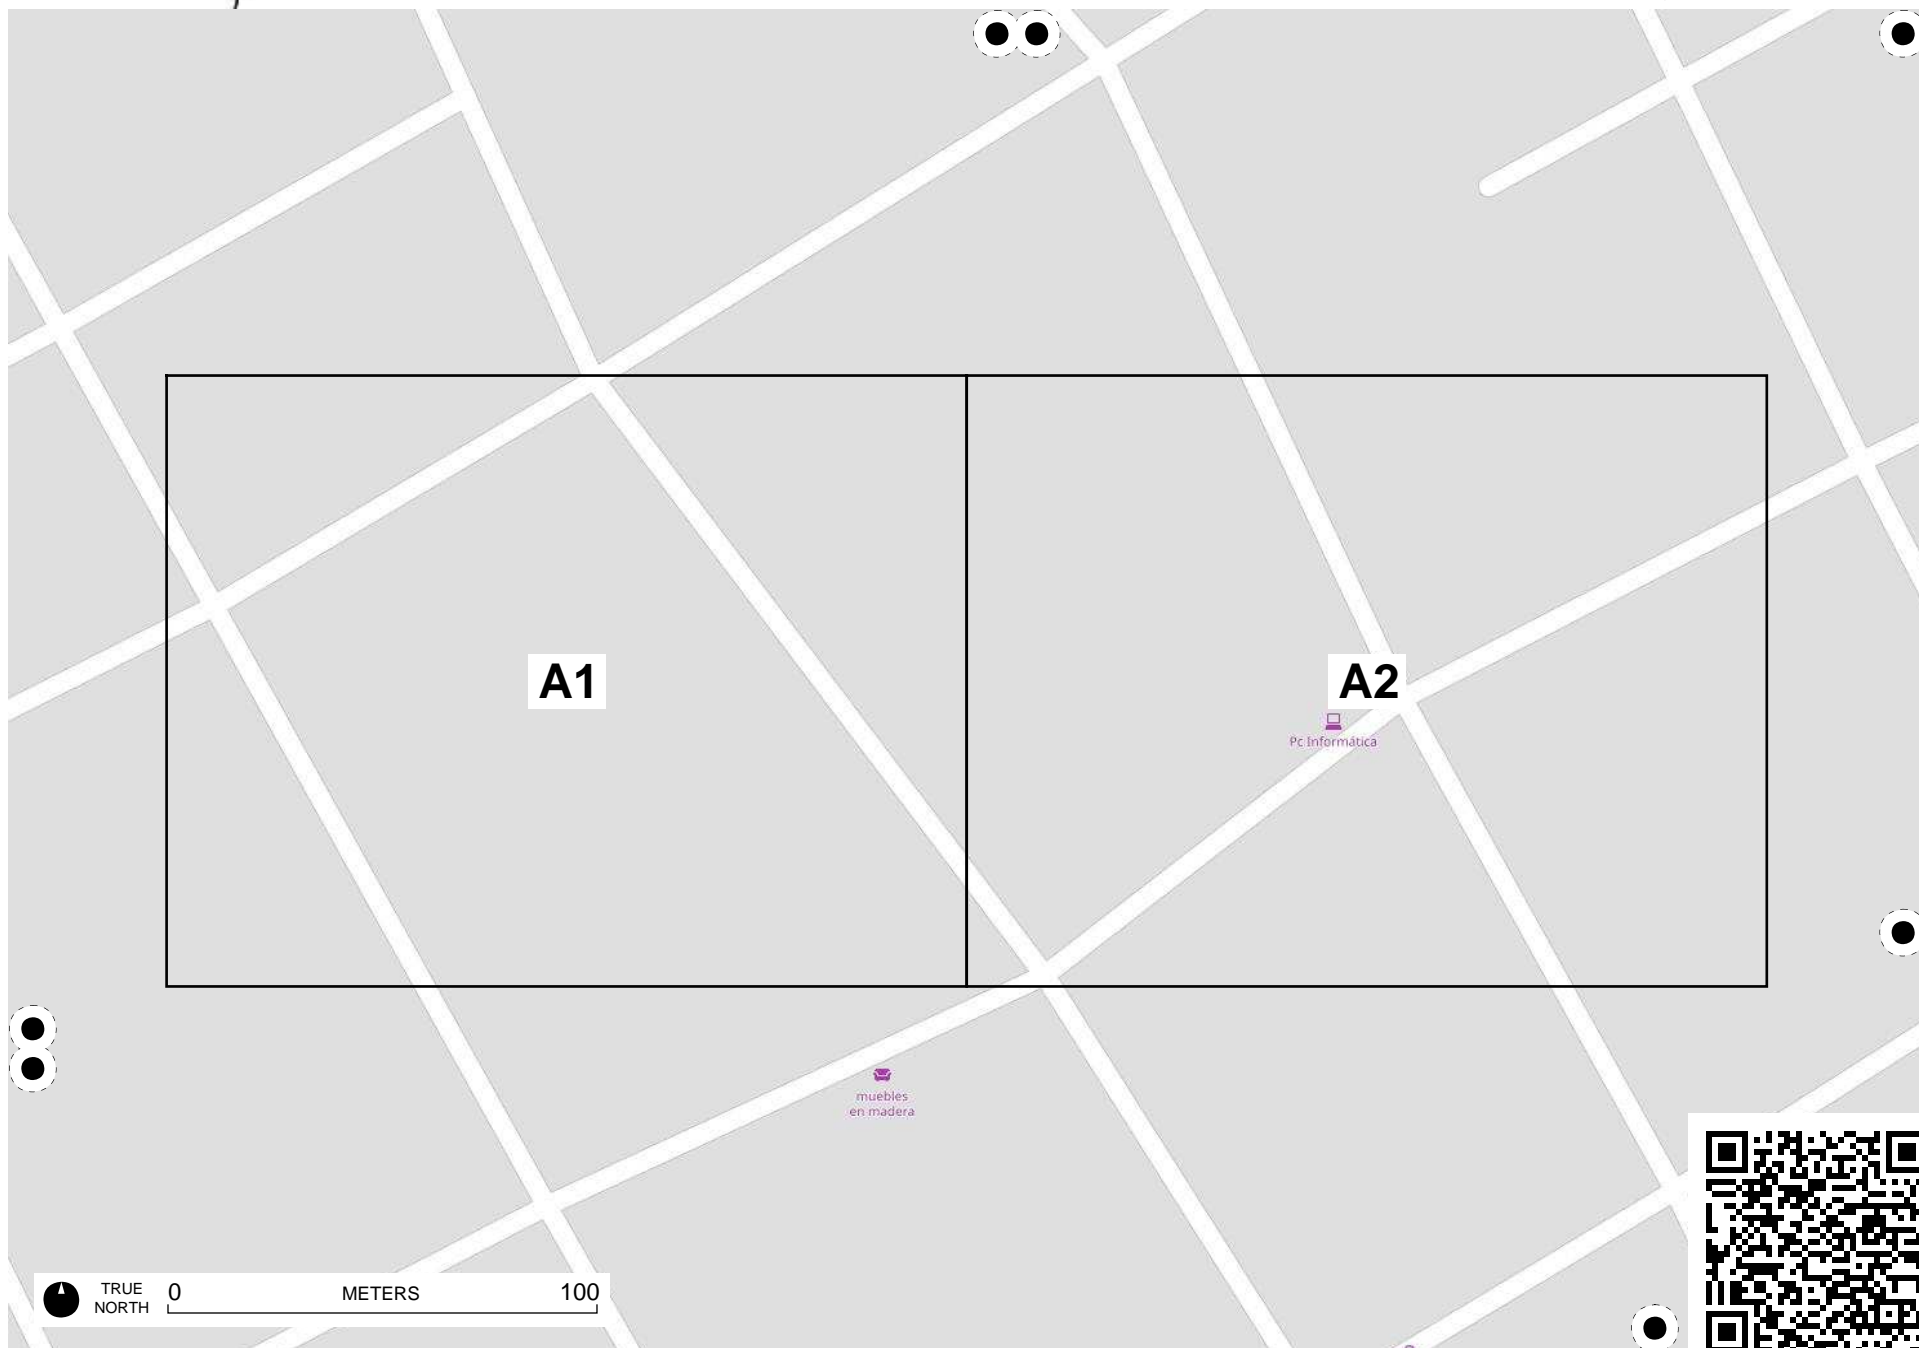 A1
A2
Pc Informática
muebles
en madera
TRUE
NORTH
0
METERS
100